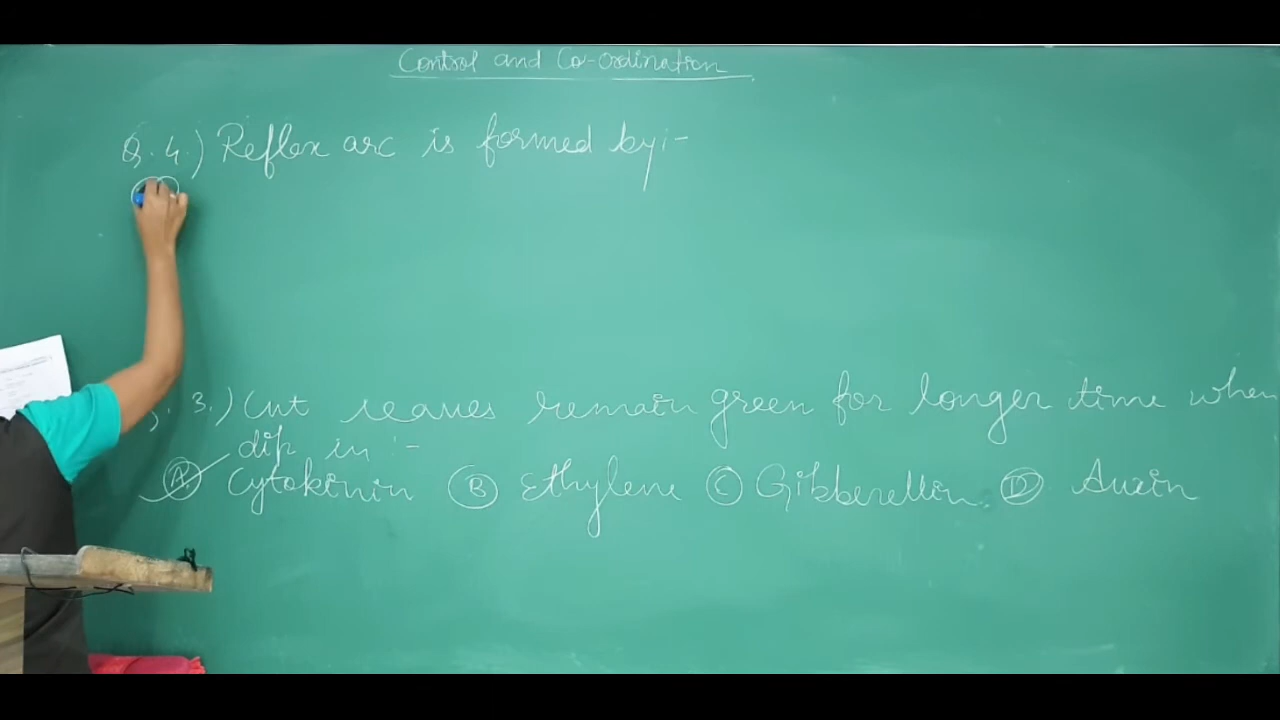 Control and Co-ordination
Q.4.) Reflex arc is formed by:-
3.) Cut leaves remain green for longer time when
dip in :-
(A) Cytokinin (B) Ethylene (C) Gibberellin (D) Auxin